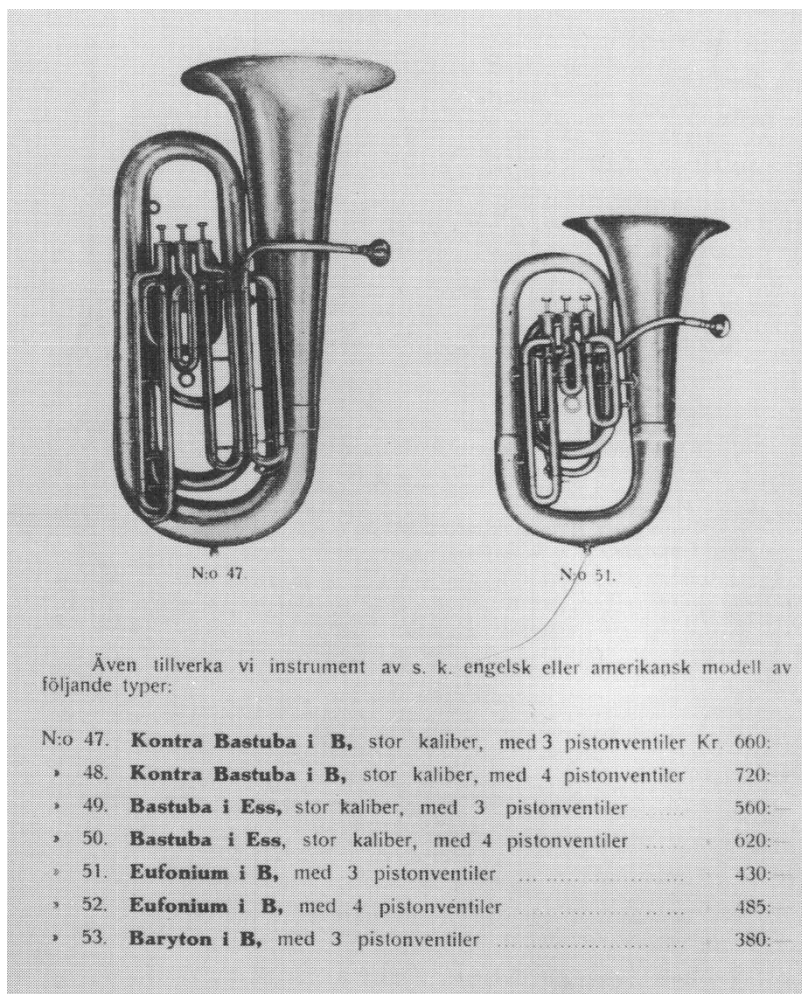 N:o 47.
N:o 51.
Även tillverka vi instrument av s. k. engelsk eller amerikansk modell av
följande typer:
N:o 47. Kontra Bastuba i B, stor kaliber, med 3 pistonventiler Kr. 660:—
» 48. Kontra Bastuba i B, stor kaliber, med 4 pistonventiler 720:—
» 49. Bastuba i Ess, stor kaliber, med 3 pistonventiler ...... » 560:—
» 50. Bastuba i Ess, stor kaliber, med 4 pistonventiler ...... » 620:—
» 51. Eufonium i B, med 3 pistonventiler ...................... » 430:—
» 52. Eufonium i B, med 4 pistonventiler ...................... » 485:—
» 53. Baryton i B, med 3 pistonventiler ........................ » 380:—